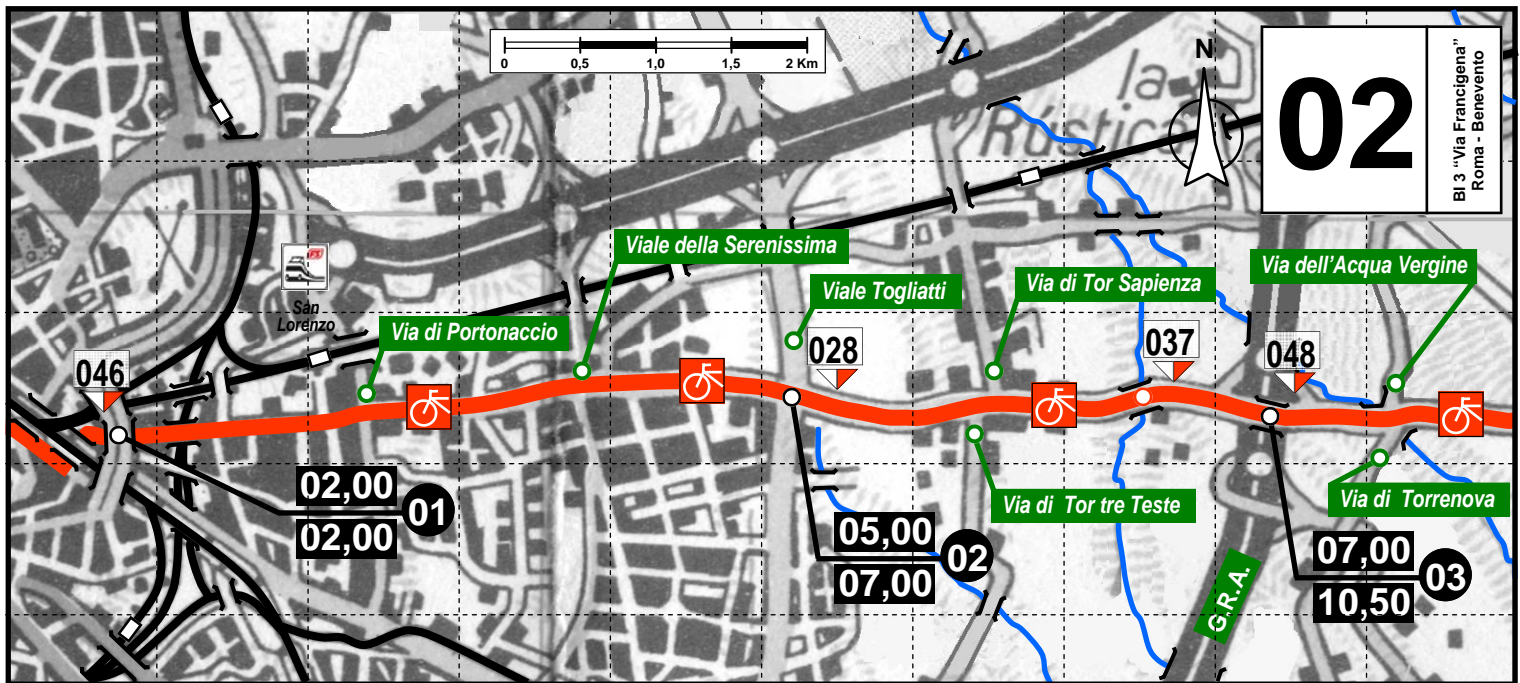 0 0,5 1,0 1,5 2 Km
N
la
Rustica
02
BI 3 “Via Francigena”
Roma - Benevento
FS
San
Lorenzo
Viale della Serenissima
Via di Portonaccio
Viale Togliatti
Via di Tor Sapienza
Via dell’Acqua Vergine
046
028
037
048
02,00
02,00
01
05,00
07,00
02
Via di Tor tre Teste
Via di Torrenova
07,00
10,50
03
G.R.A.